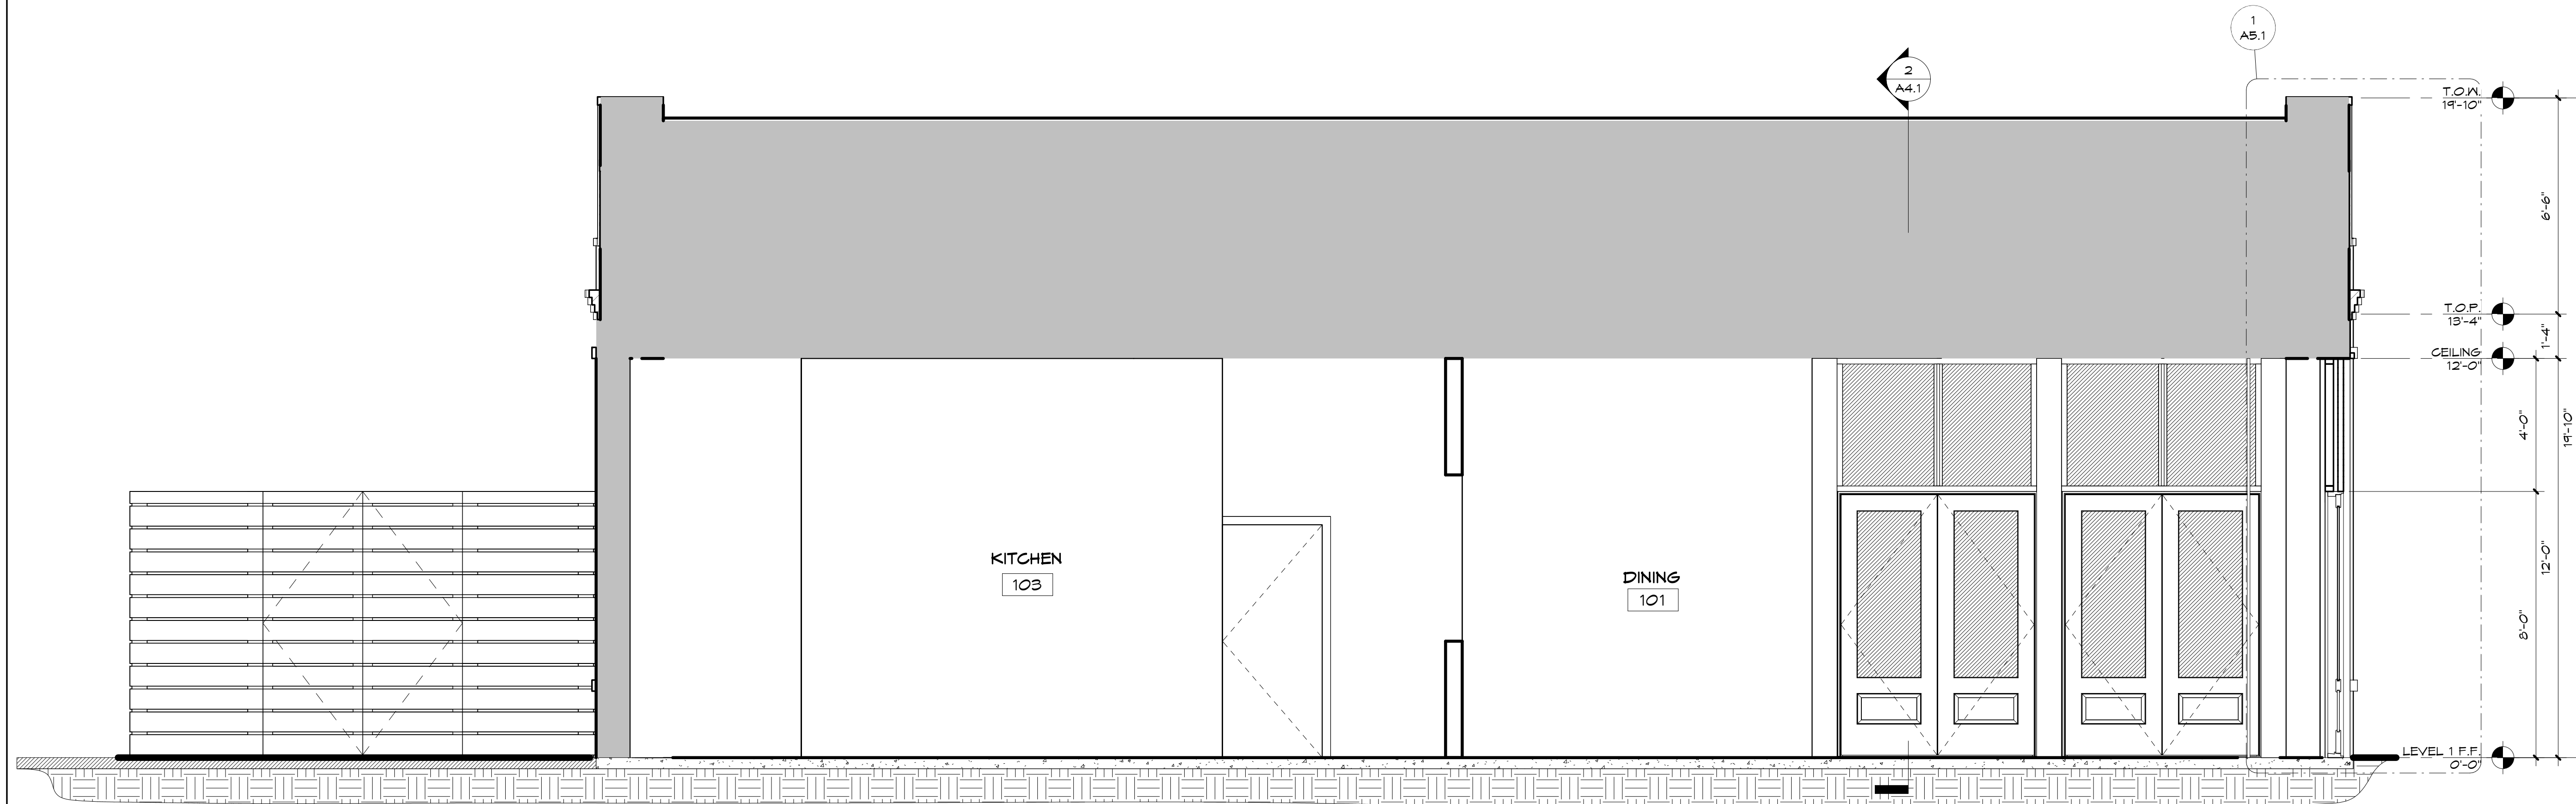 1
A5.1
2
A4.1
T.O.W.
19'-10"
6'-6"
T.O.P.
13'-4"
1'-4"
CEILING
12'-0"
4'-0"
19'-10"
12'-0"
8'-0"
KITCHEN
103
DINING
101
LEVEL 1 F.F.
0'-0"